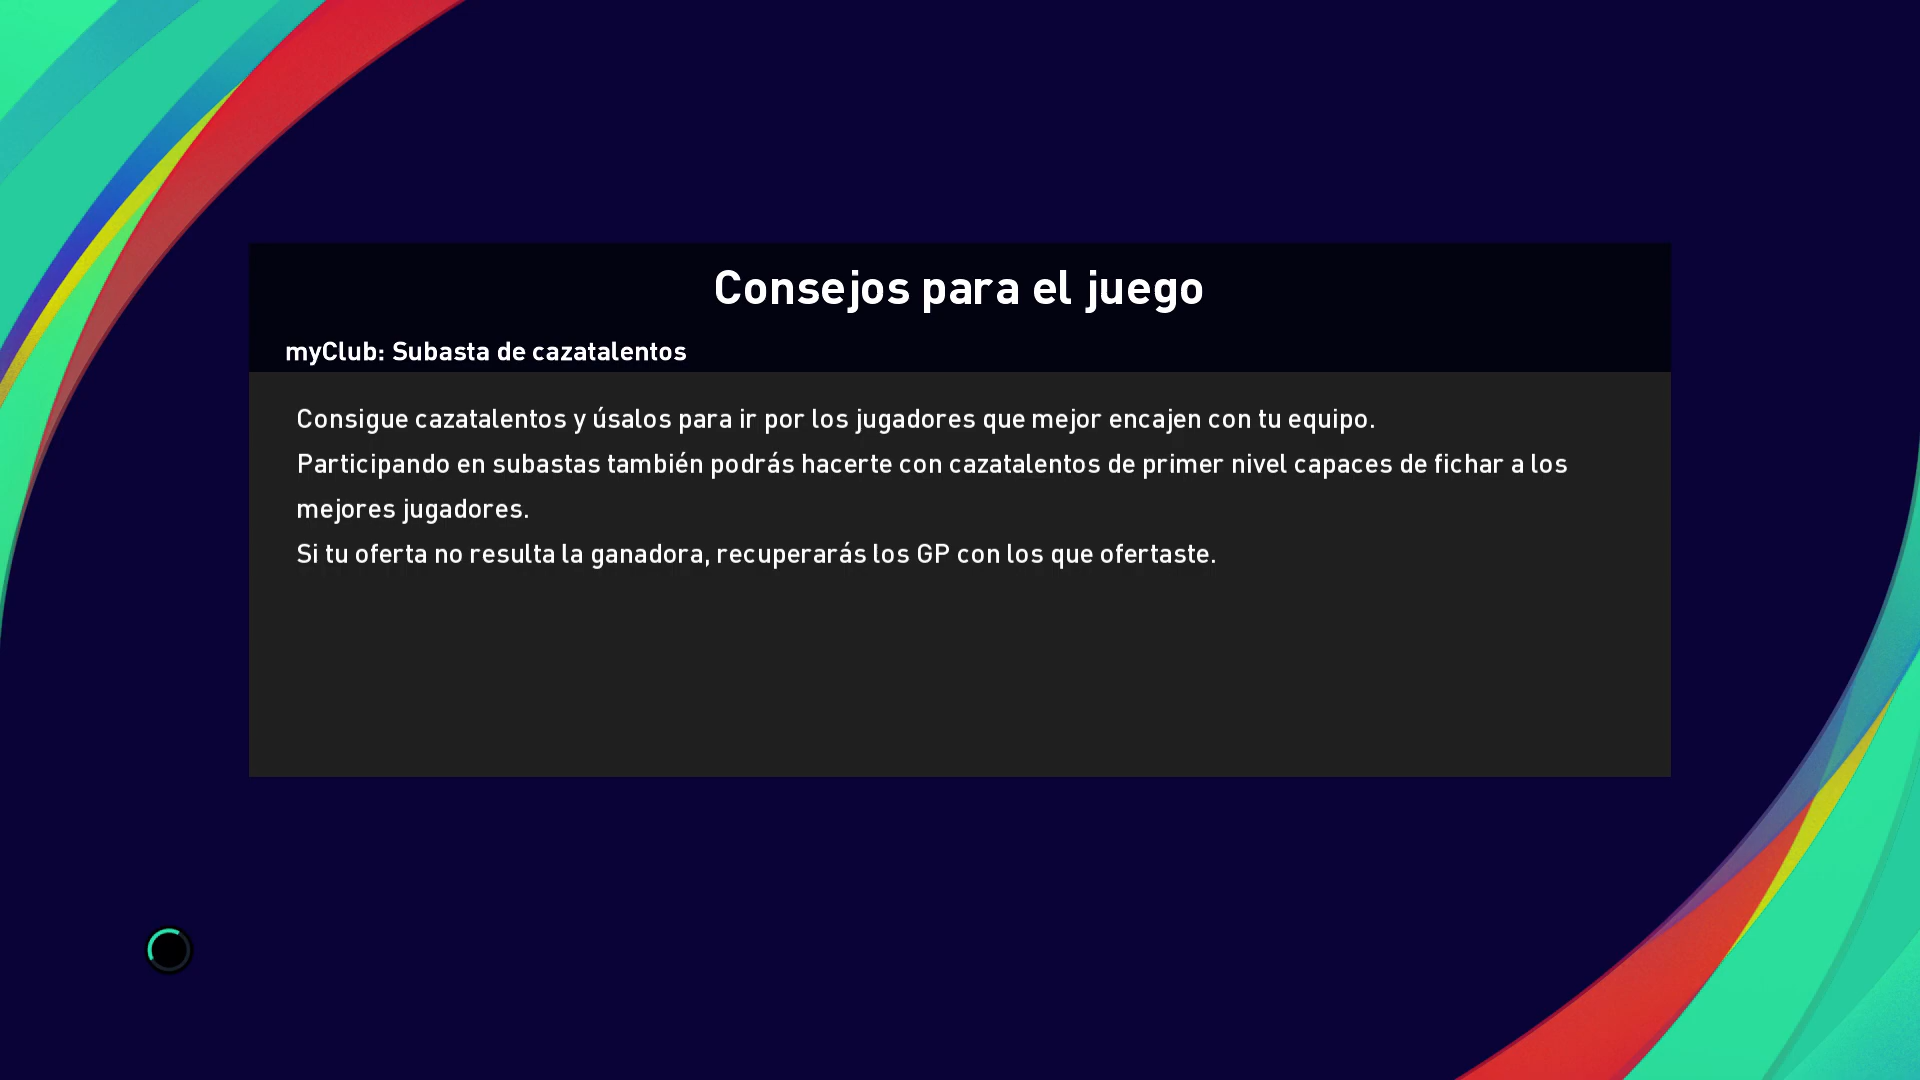 Consejos para el juego
myClub: Subasta de cazatalentos
Consigue cazatalentos y úsalos para ir por los jugadores que mejor encajen con tu equipo.
Participando en subastas también podrás hacerte con cazatalentos de primer nivel capaces de fichar a los
mejores jugadores.
Si tu oferta no resulta la ganadora, recuperarás los GP con los que ofertaste.